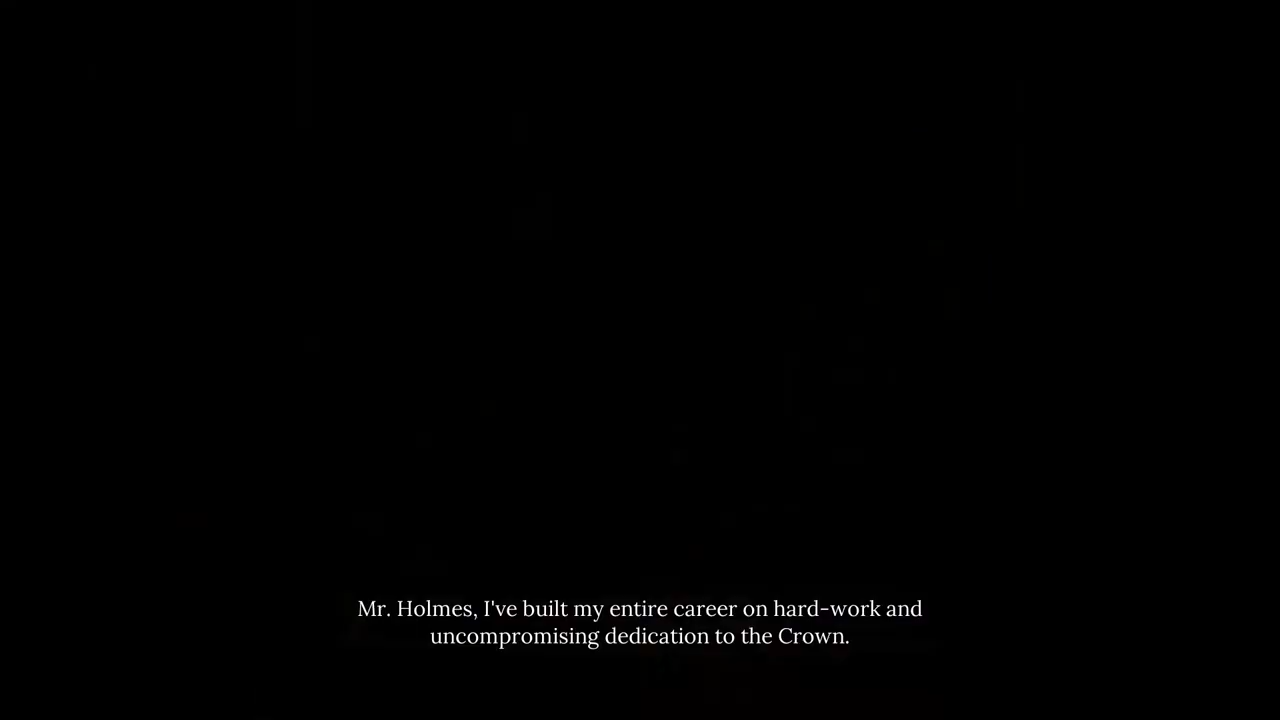 Mr. Holmes, I've built my entire career on hard-work and
uncompromising dedication to the Crown.